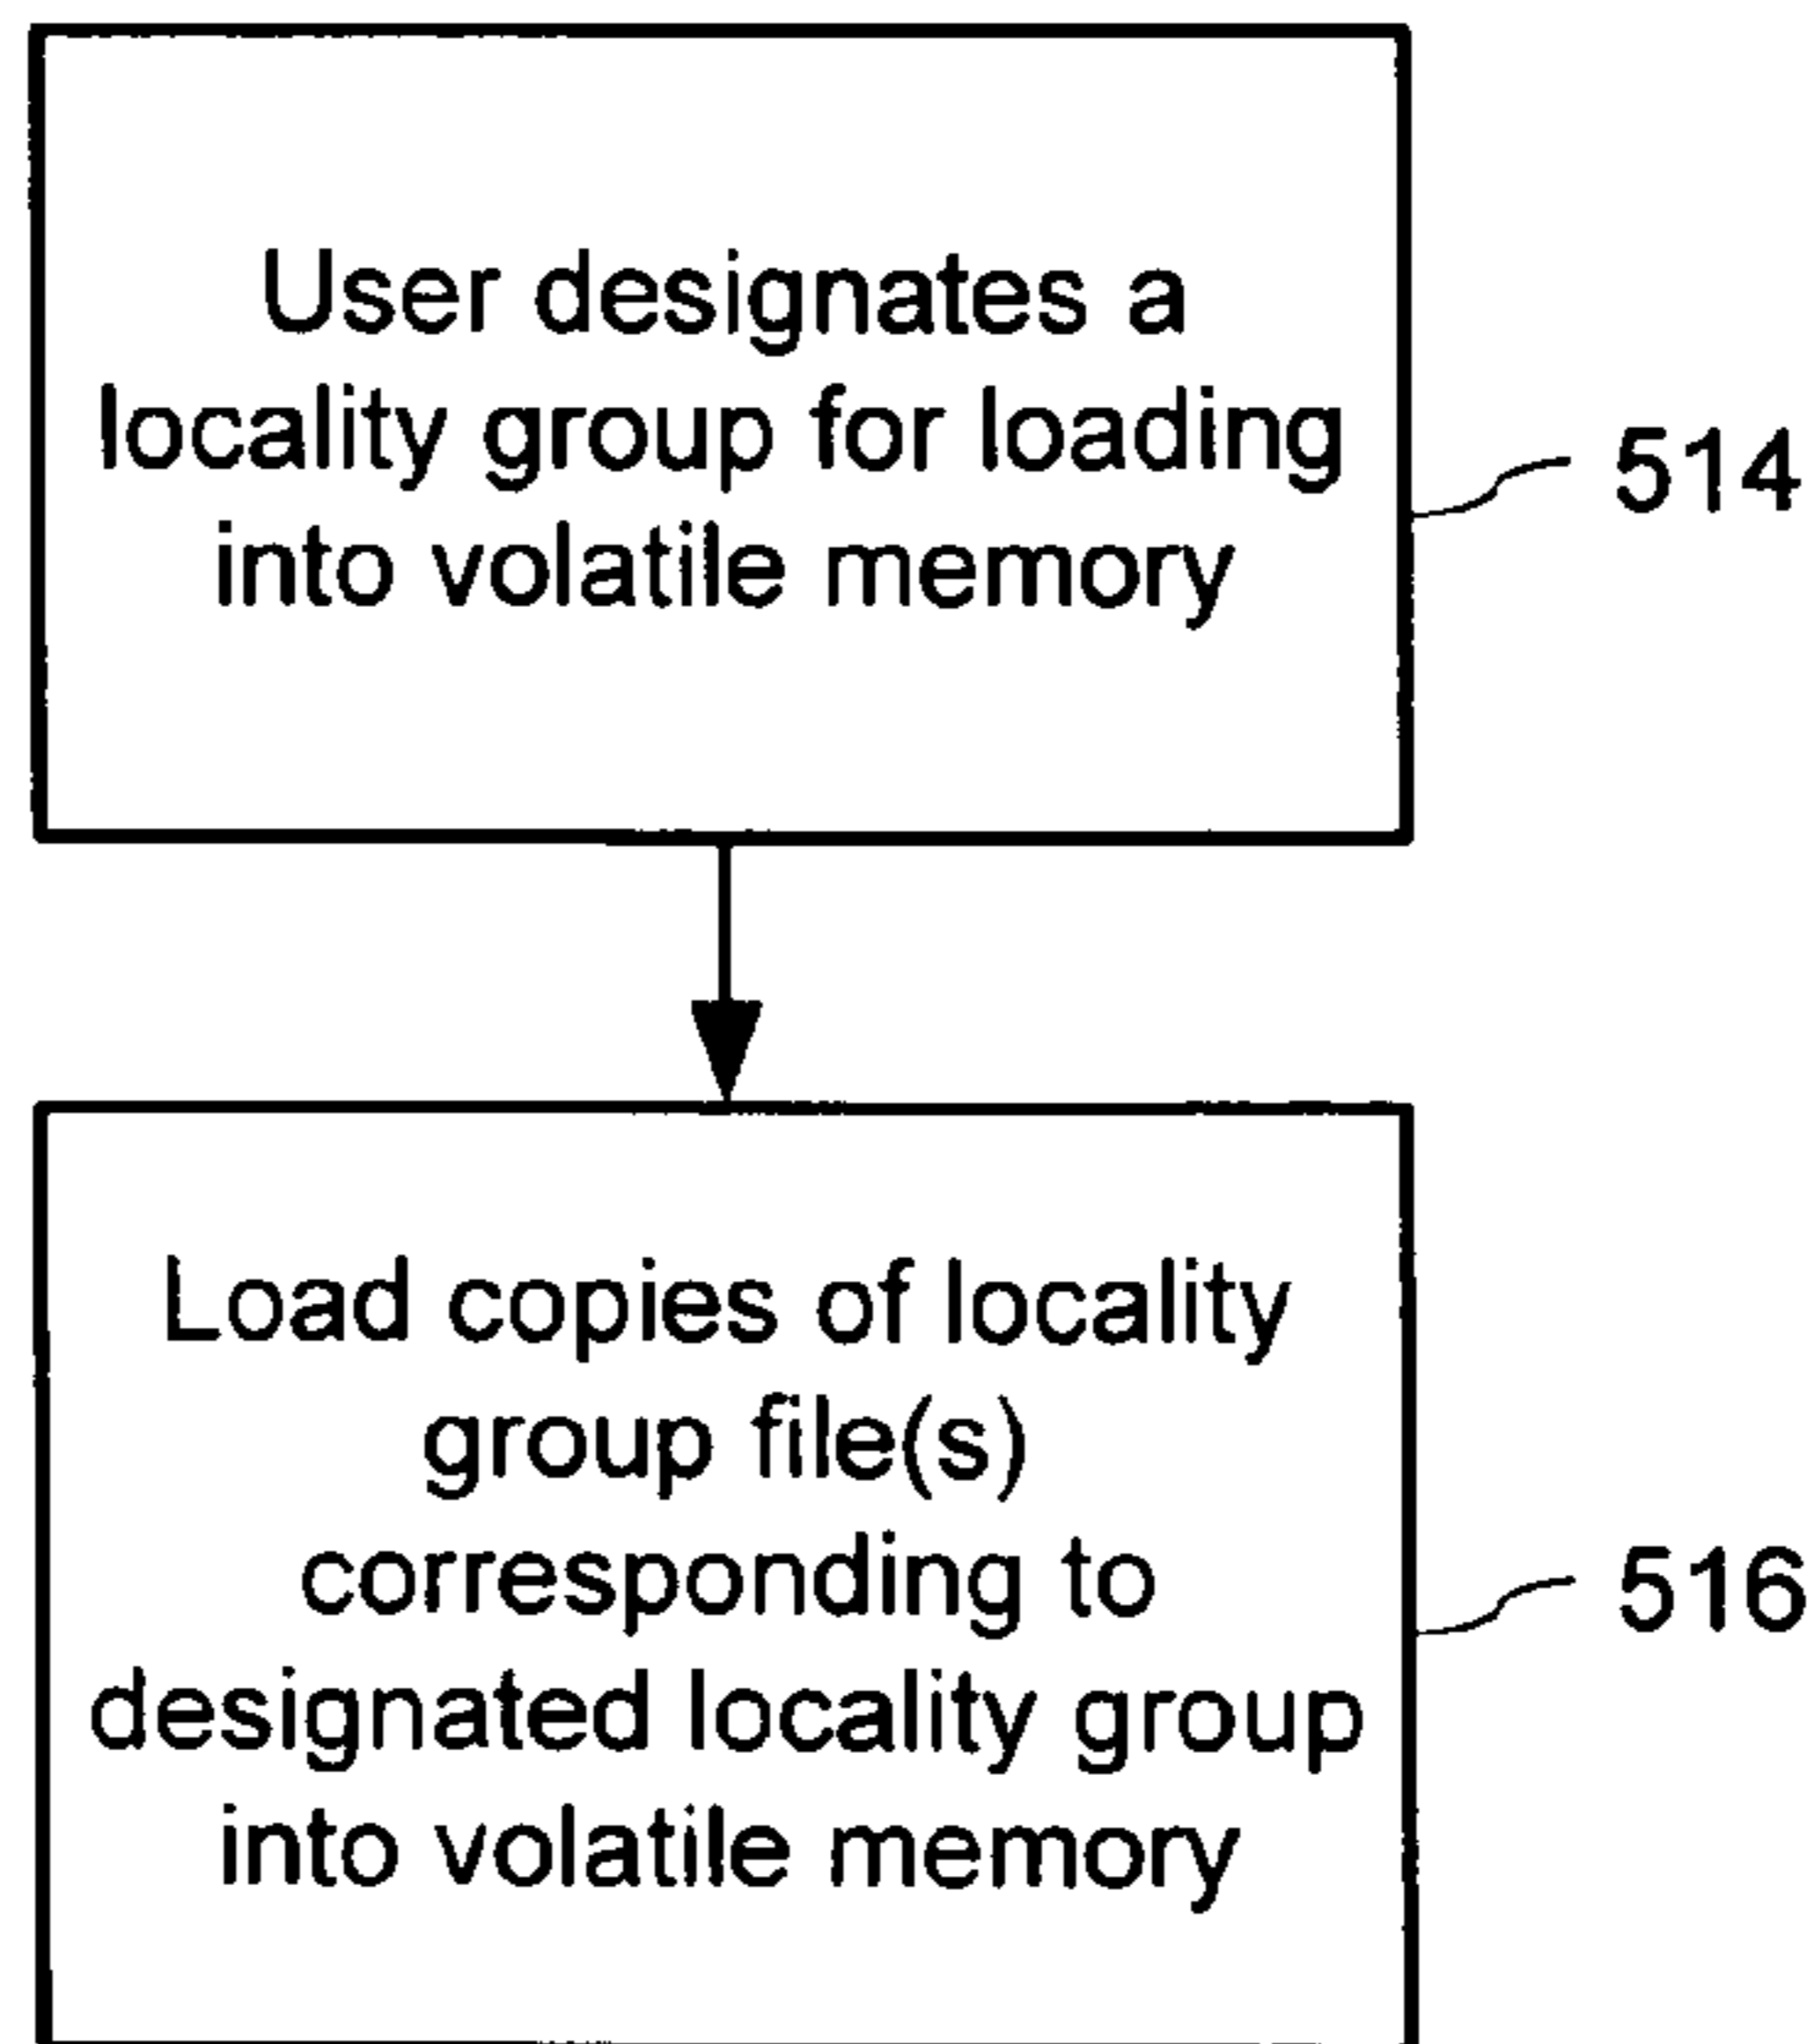 User designates a
locality group for loading
into volatile memory
514
Load copies of locality
group file(s)
corresponding to
designated locality group
into volatile memory
516